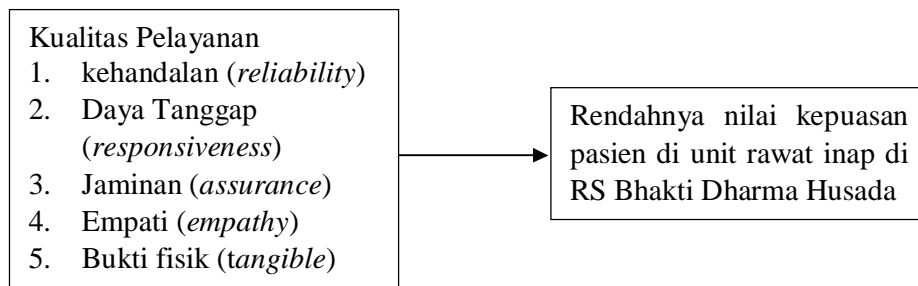 Kualitas Pelayanan
1. kehandalan (reliability)
2. Daya Tanggap
(responsiveness)
3. Jaminan (assurance)
4. Empati (empathy)
5. Bukti fisik (tangible)
Rendahnya nilai kepuasan
pasien di unit rawat inap di
RS Bhakti Dharma Husada